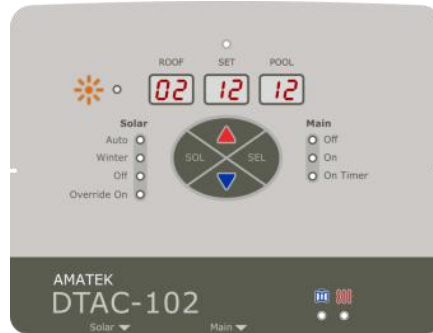 ROOF SET POOL
02 12 12
Solar
Auto
Winter
Off
Override On
SOL SEL
Main
Off
On
On Timer
AMATEK
DTAC-102
Solar Main